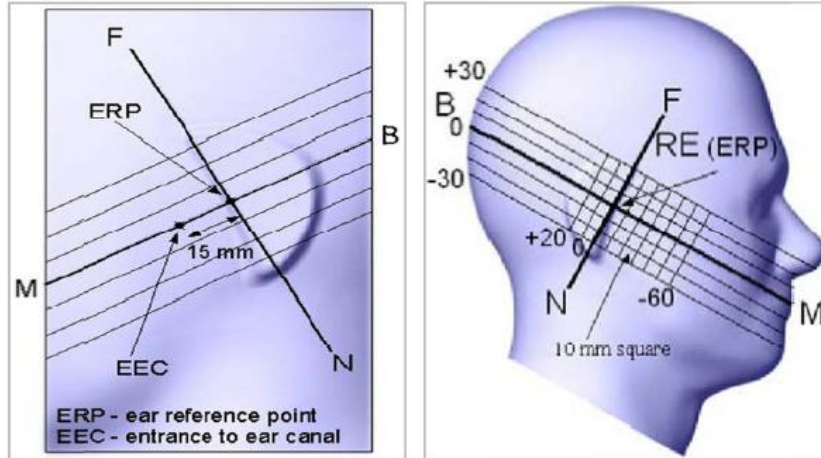 F
ERP
B
15 mm
M
EEC
N
ERP - ear reference point
EEC - entrance to ear canal
+30
B
0
F
RE (ERP)
-30
+20
0
N
-60
M
10 mm square